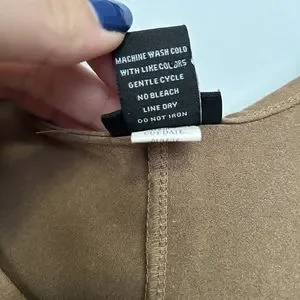 MACHINE WASH COLD
WITH LIKE COLORS
GENTLE CYCLE
NO BLEACH
LINE DRY
DO NOT IRON